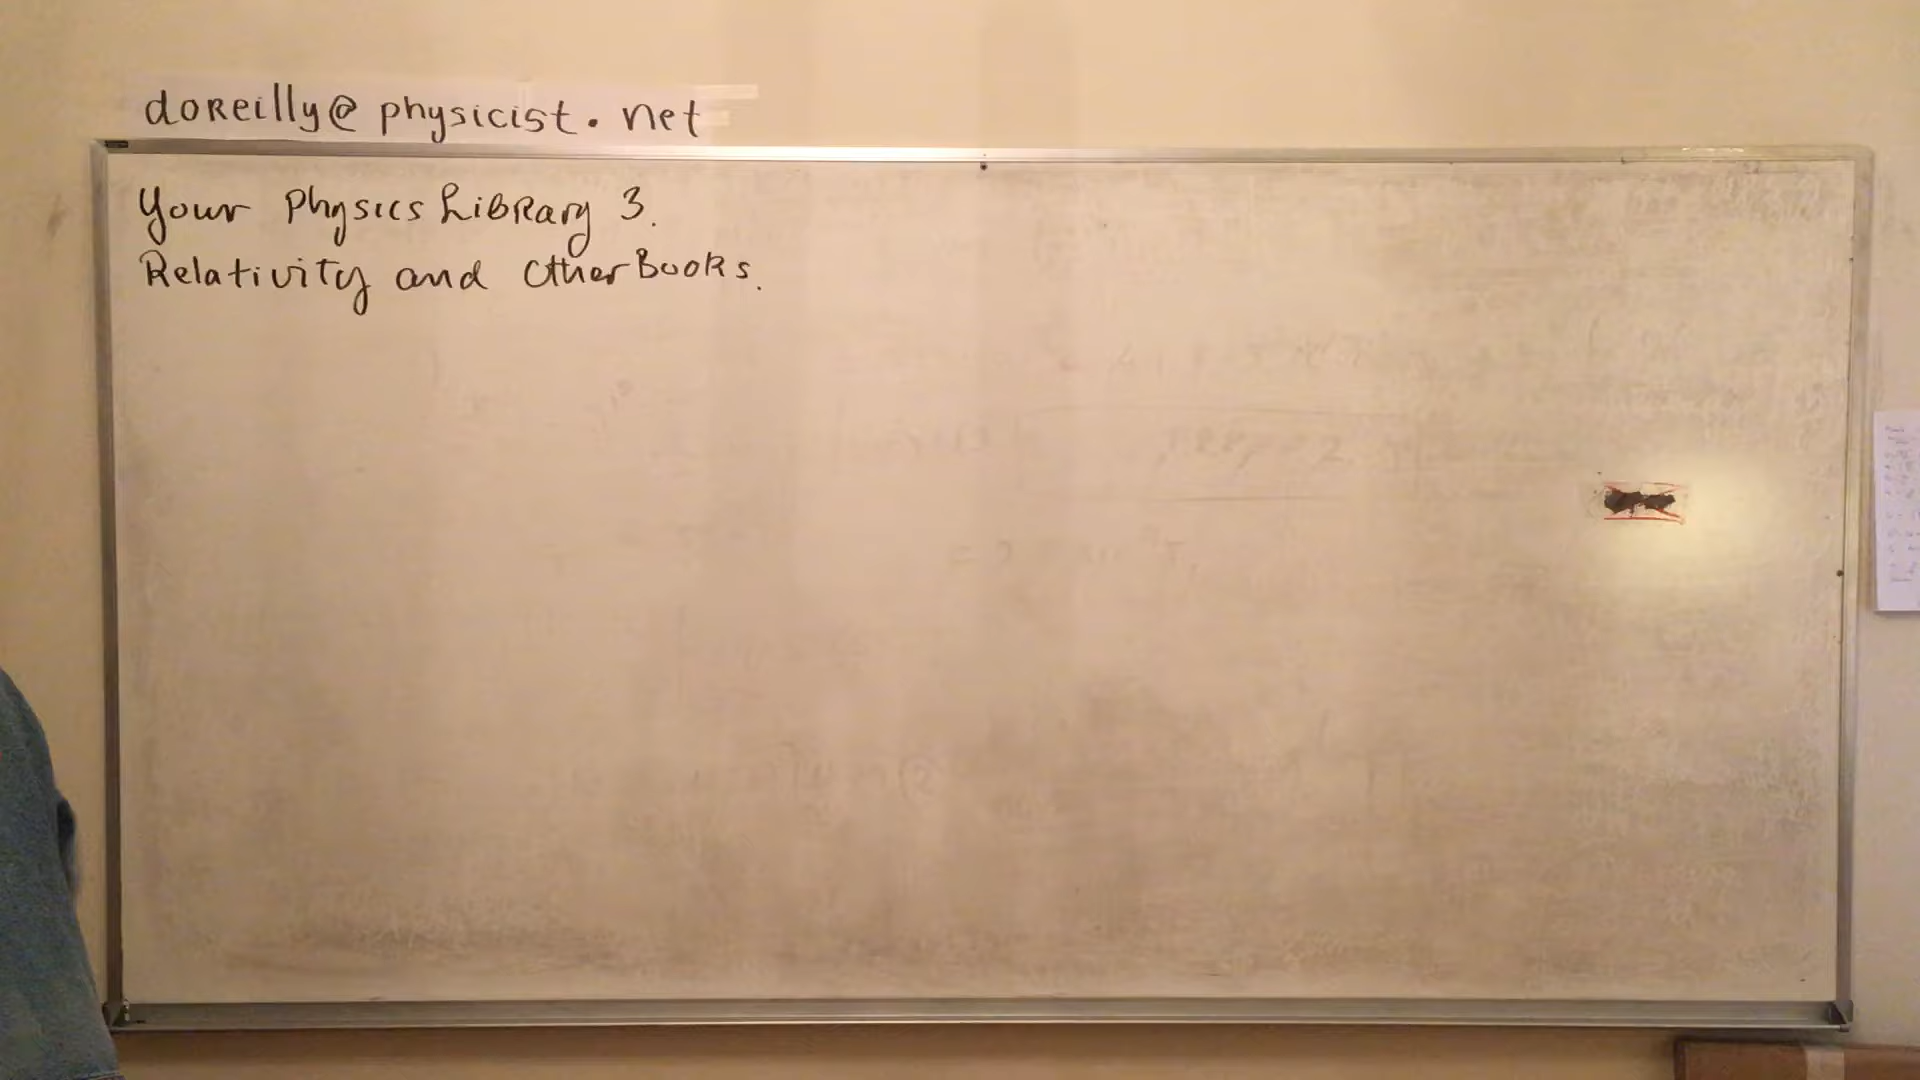 doReilly@physicist.net
Your Physics Library 3.
Relativity and Other Books.